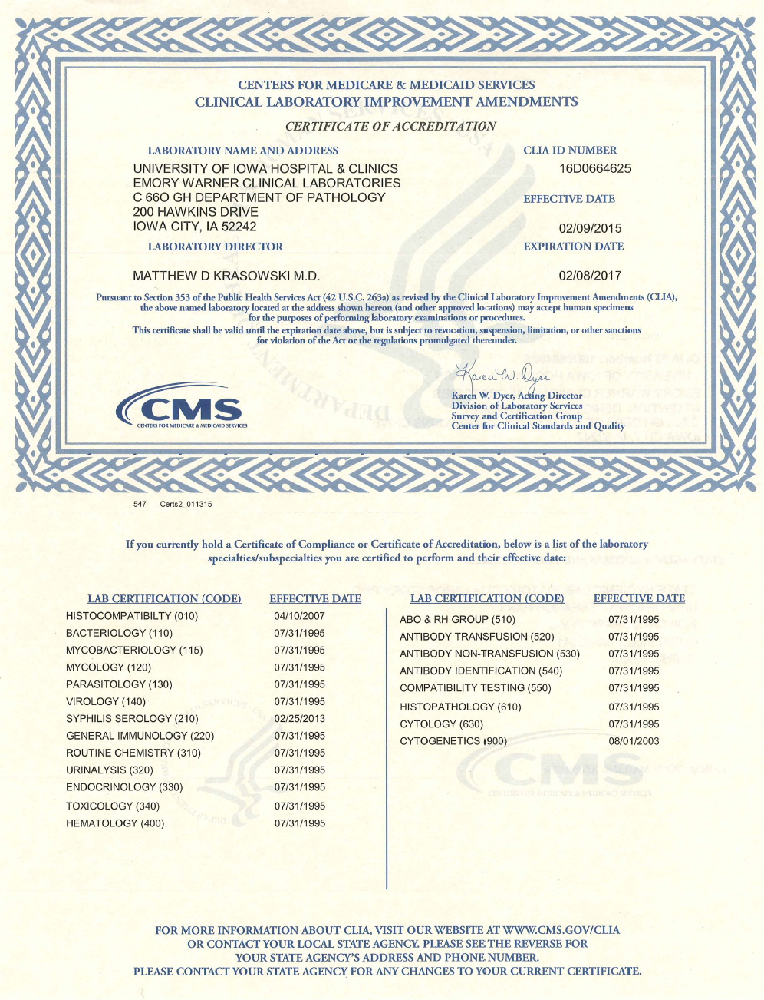 CENTERS FOR MEDICARE & MEDICAID SERVICES
CLINICAL LABORATORY IMPROVEMENT AMENDMENTS
CERTIFICATE OF ACCREDITATION
LABORATORY NAME AND ADDRESS
UNIVERSITY OF IOWA HOSPITAL & CLINICS
EMORY WARNER CLINICAL LABORATORIES
C 66O GH DEPARTMENT OF PATHOLOGY
200 HAWKINS DRIVE
IOWA CITY, IA 52242
LABORATORY DIRECTOR
MATTHEW D KRASOWSKI M.D.
CLIA ID NUMBER
16D0664625
EFFECTIVE DATE
02/09/2015
EXPIRATION DATE
02/08/2017
Pursuant to Section 353 of the Public Health Services Act (42 U.S.C. 263a) as revised by the Clinical Laboratory Improvement Amendments (CLIA),
the above named laboratory located at the address shown hereon (and other approved locations) may accept human specimens
for the purposes of performing laboratory examinations or procedures.
This certificate shall be valid until the expiration date above, but is subject to revocation, suspension, limitation, or other sanctions
for violation of the Act or the regulations promulgated thereunder.
CMS
CENTERS FOR MEDICARE & MEDICAID SERVICES
Karen W. Dyer
Karen W. Dyer, Acting Director
Division of Laboratory Services
Survey and Certification Group
Center for Clinical Standards and Quality
547 Certs2_011315
If you currently hold a Certificate of Compliance or Certificate of Accreditation, below is a list of the laboratory
specialties/subspecialties you are certified to perform and their effective date:
LAB CERTIFICATION (CODE) EFFECTIVE DATE
HISTOCOMPATIBILTY (010) 04/10/2007
BACTERIOLOGY (110) 07/31/1995
MYCOBACTERIOLOGY (115) 07/31/1995
MYCOLOGY (120) 07/31/1995
PARASITOLOGY (130) 07/31/1995
VIROLOGY (140) 07/31/1995
SYPHILIS SEROLOGY (210) 02/25/2013
GENERAL IMMUNOLOGY (220) 07/31/1995
ROUTINE CHEMISTRY (310) 07/31/1995
URINALYSIS (320) 07/31/1995
ENDOCRINOLOGY (330) 07/31/1995
TOXICOLOGY (340) 07/31/1995
HEMATOLOGY (400) 07/31/1995
LAB CERTIFICATION (CODE) EFFECTIVE DATE
ABO & RH GROUP (510) 07/31/1995
ANTIBODY TRANSFUSION (520) 07/31/1995
ANTIBODY NON-TRANSFUSION (530) 07/31/1995
ANTIBODY IDENTIFICATION (540) 07/31/1995
COMPATIBILITY TESTING (550) 07/31/1995
HISTOPATHOLOGY (610) 07/31/1995
CYTOLOGY (630) 07/31/1995
CYTOGENETICS (900) 08/01/2003
CMS
CENTERS FOR MEDICARE & MEDICAID SERVICES
FOR MORE INFORMATION ABOUT CLIA, VISIT OUR WEBSITE AT WWW.CMS.GOV/CLIA
OR CONTACT YOUR LOCAL STATE AGENCY. PLEASE SEE THE REVERSE FOR
YOUR STATE AGENCY'S ADDRESS AND PHONE NUMBER.
PLEASE CONTACT YOUR STATE AGENCY FOR ANY CHANGES TO YOUR CURRENT CERTIFICATE.